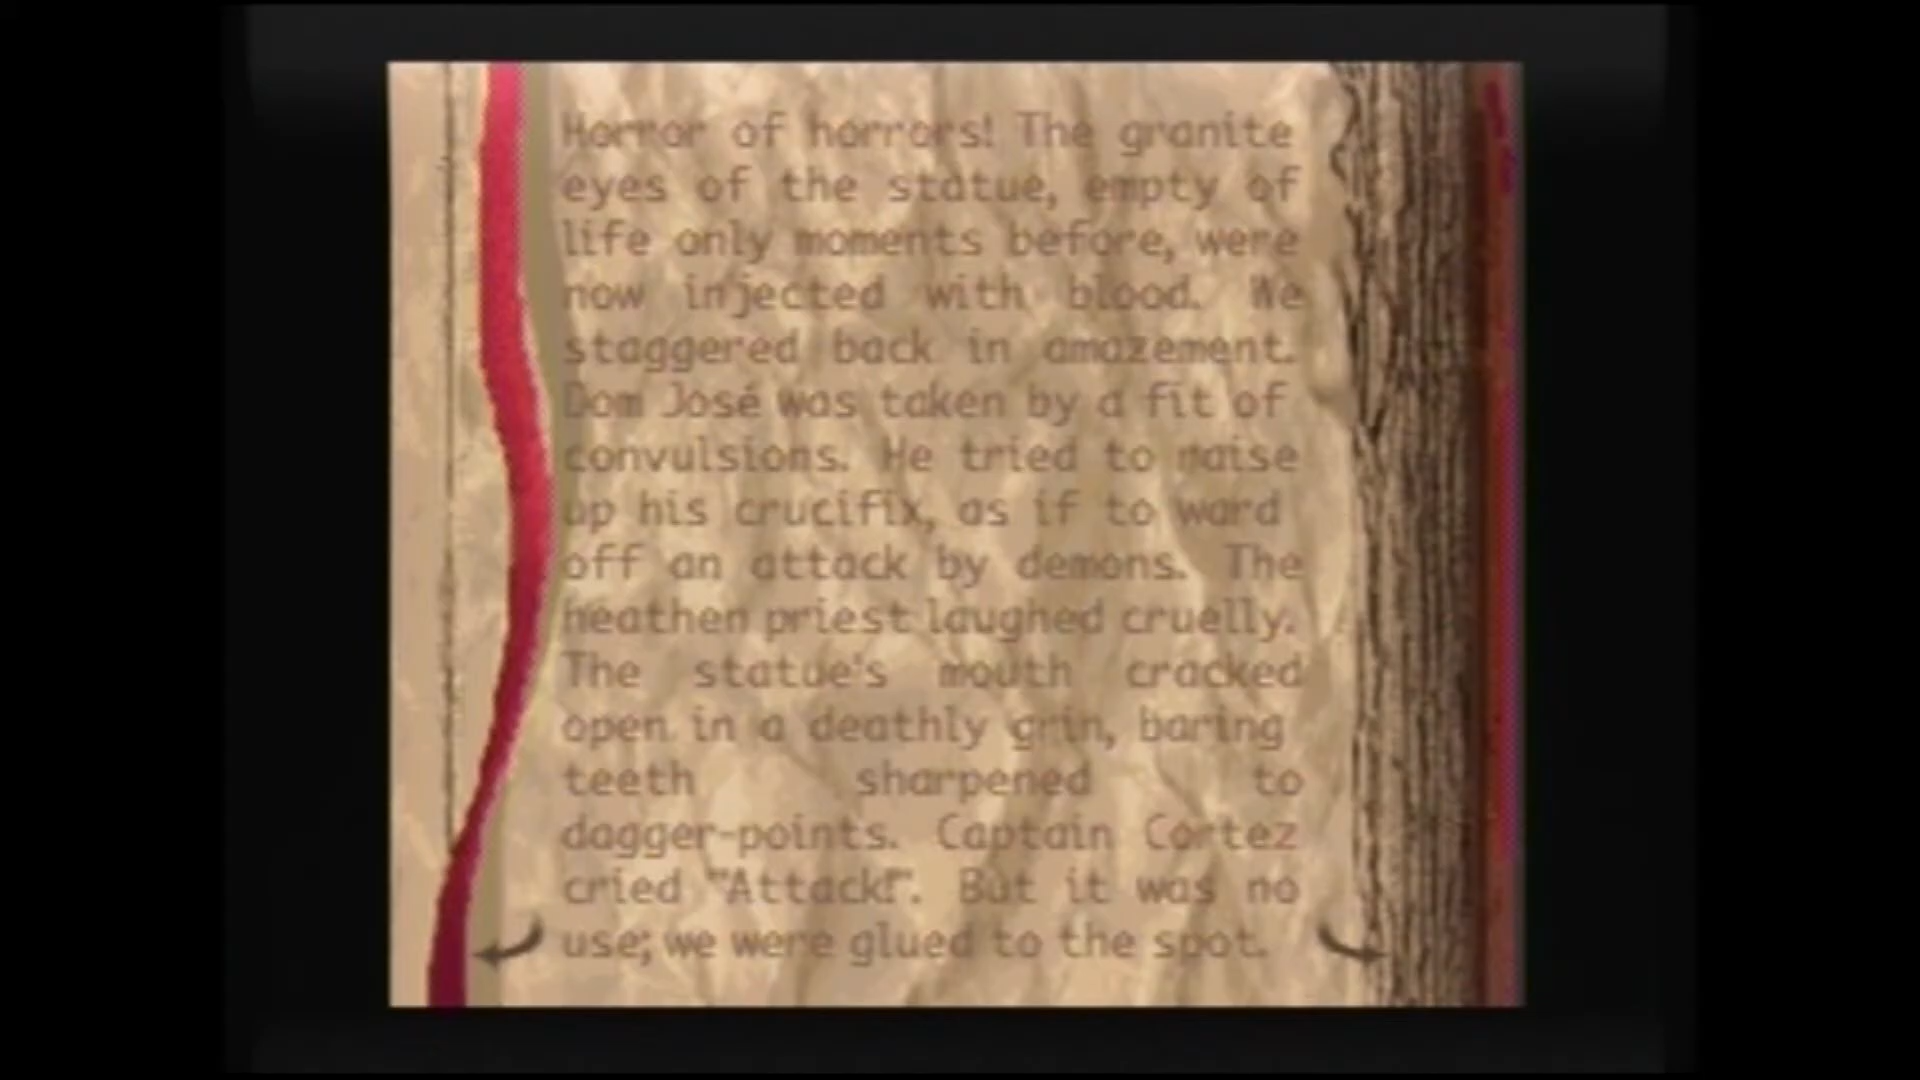 Horror of horrors! The granite
eyes of the statue, empty of
life only moments before, were
now injected with blood. We
staggered back in amazement.
Dom José was taken by a fit of
convulsions. He tried to raise
up his crucifix, as if to ward
off an attack by demons. The
heathen priest laughed cruelly.
The statue's mouth cracked
open in a deathly grin, baring
teeth sharpened to
dagger-points. Captain Cortez
cried "Attack!". But it was no
use; we were glued to the spot.